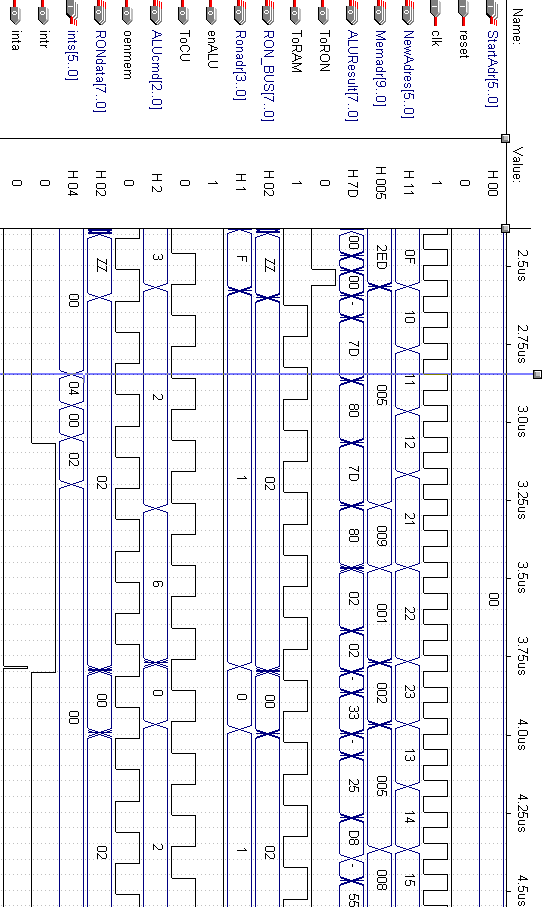 Name: Value: 2.5us 2.75us 3.0us 3.25us 3.5us 3.75us 4.0us 4.25us 4.5us
StartAdr[5..0] H 00 00
reset 0
clk 1
NewAdres[5..0] H 11 0F 10 11 12 21 22 23 13 14 15
Memadr[9..0] H 005 2ED 005 009 001 002 005 008
ALUResult[7..0] H 7D 00 00 - 7D 80 7D 80 02 02 - 33 - 25 D8 - 55
ToRON 0
ToRAM 1
RON_BUS[7..0] H 02 ZZ 02 00 02
Ronadr[3..0] H 1 F 1 0 1
enALU 1
ToCU 0
ALUcmd[2..0] H 2 3 2 6 0 2
oenmem 0
RONdata[7..0] H 02 ZZ 02 00 02
ints[5..0] H 04 00 04 00 02 00
intr 0
inta 0